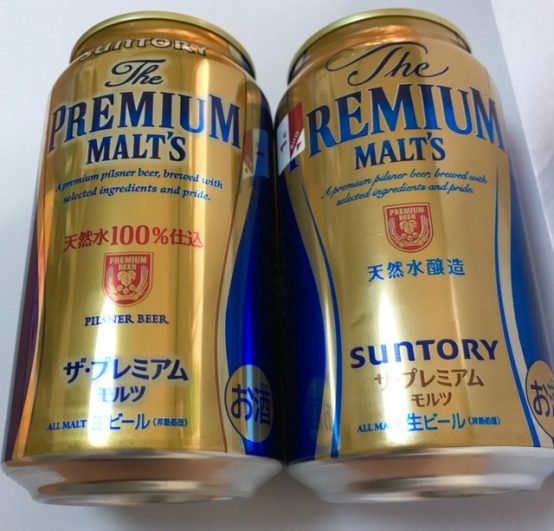 SUNTORY
The
PREMIUM
MALT'S
A premium pilsner beer, brewed with
selected ingredients and pride.
天然水100%仕込
PREMIUM
BEER
PILSNER BEER
ザ・プレミアム
モルツ
ALL MALT 生ビール(非熱処理)
お酒
The
REMIUM
MALT'S
A premium pilsner beer, brewed with
selected ingredients and pride.
PREMIUM
BEER
天然水醸造
SUNTORY
ザ・プレミアム
モルツ
ALL MALT 生ビール(非熱処理)
お酒